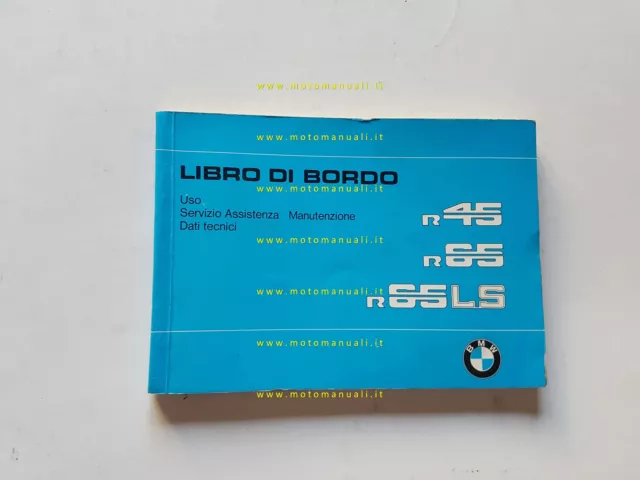 www.motomanuali.it
www.motomanuali.it
LIBRO DI BORDO
www.motomanuali.it
Uso
Servizio Assistenza Manutenzione
Dati tecnici
R45
www.motomanuali.it
R65
www.motomanuali.it
R65LS
www.motomanuali.it
BMW
www.motomanuali.it